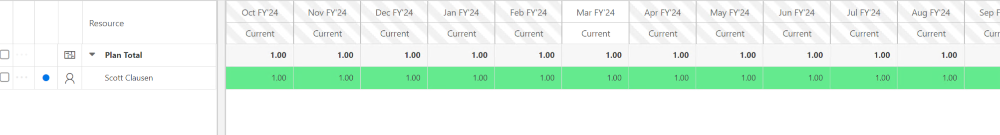 Resource
Oct FY'24 Nov FY'24 Dec FY'24 Jan FY'24 Feb FY'24 Mar FY'24 Apr FY'24 May FY'24 Jun FY'24 Jul FY'24 Aug FY'24 Sep F
Current Current Current Current Current Current Current Current Current Current Current Curr
Plan Total 1.00 1.00 1.00 1.00 1.00 1.00 1.00 1.00 1.00 1.00 1.00
Scott Clausen 1.00 1.00 1.00 1.00 1.00 1.00 1.00 1.00 1.00 1.00 1.00